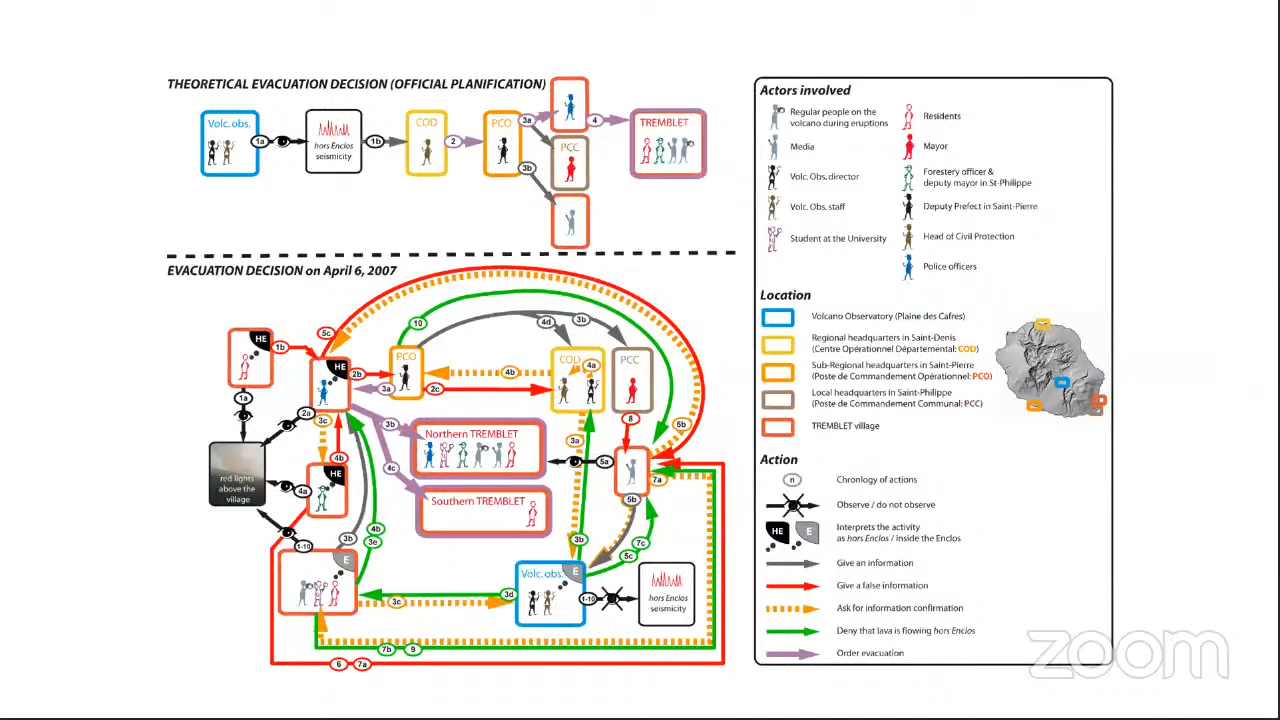 THEORETICAL EVACUATION DECISION (OFFICIAL PLANIFICATION)
Volc. obs.
1a
hors Enclos
seismicity
1b
COD
2
PCO
3a
3b
PCC
4
TREMBLET
EVACUATION DECISION on April 6, 2007
HE
1b
1a
5c
HE
2b
2a
3c
4b
HE
4a
red lights
above the
village
1-10
E
3b
4b
3e
10
PCO
3a
2c
4b
4d
3b
COD
4a
PCC
8
5b
3b
Northern TREMBLET
4c
Southern TREMBLET
5a
7a
5b
3a
3b
7c
5c
Volc. obs.
E
3d
3c
1-10
hors Enclos
seismicity
7b
9
6
7a
Actors involved
Regular people on the
volcano during eruptions
Media
Volc. Obs. director
Volc. Obs. staff
Student at the University
Residents
Mayor
Forestery officer &
deputy mayor in St-Philippe
Deputy Prefect in Saint-Pierre
Head of Civil Protection
Police officers
Location
Volcano Observatory (Plaine des Cafres)
Regional headquarters in Saint-Denis
(Centre Opérationnel Départemental: COD)
Sub-Regional headquarters in Saint-Pierre
(Poste de Commandement Opérationnel: PCO)
Local headquarters in Saint-Philippe
(Poste de Commandement Communal: PCC)
TREMBLET village
Action
n
Chronlogy of actions
Observe / do not observe
HE
E
Interprets the activity
as hors Enclos / inside the Enclos
Give an information
Give a false information
Ask for information confirmation
Deny that lava is flowing hors Enclos
Order evacuation
zoom